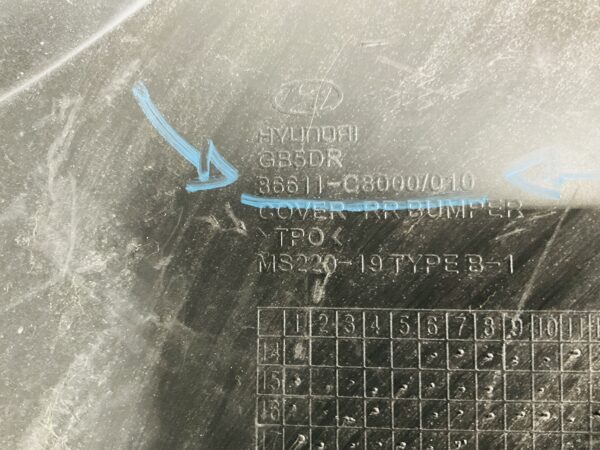 HYUNDAI
GB5DR
86611-C8000/010
COVER-RR BUMPER
>TPO<
MS220-19 TYPE B-1
1 2 3 4 5 6 7 8 9 10 11
14
15
16